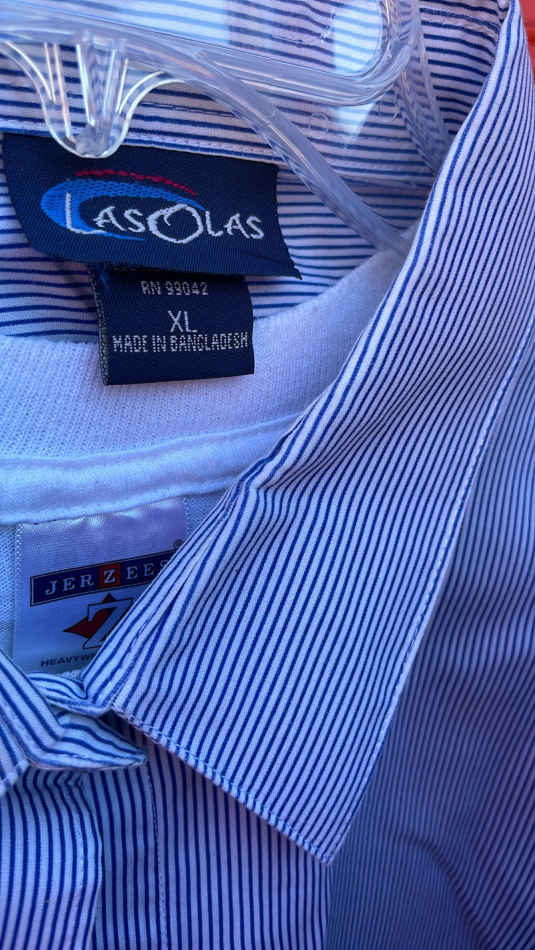 LASOLAS
RN 99042
XL
MADE IN BANGLADESH
JERZEES
®